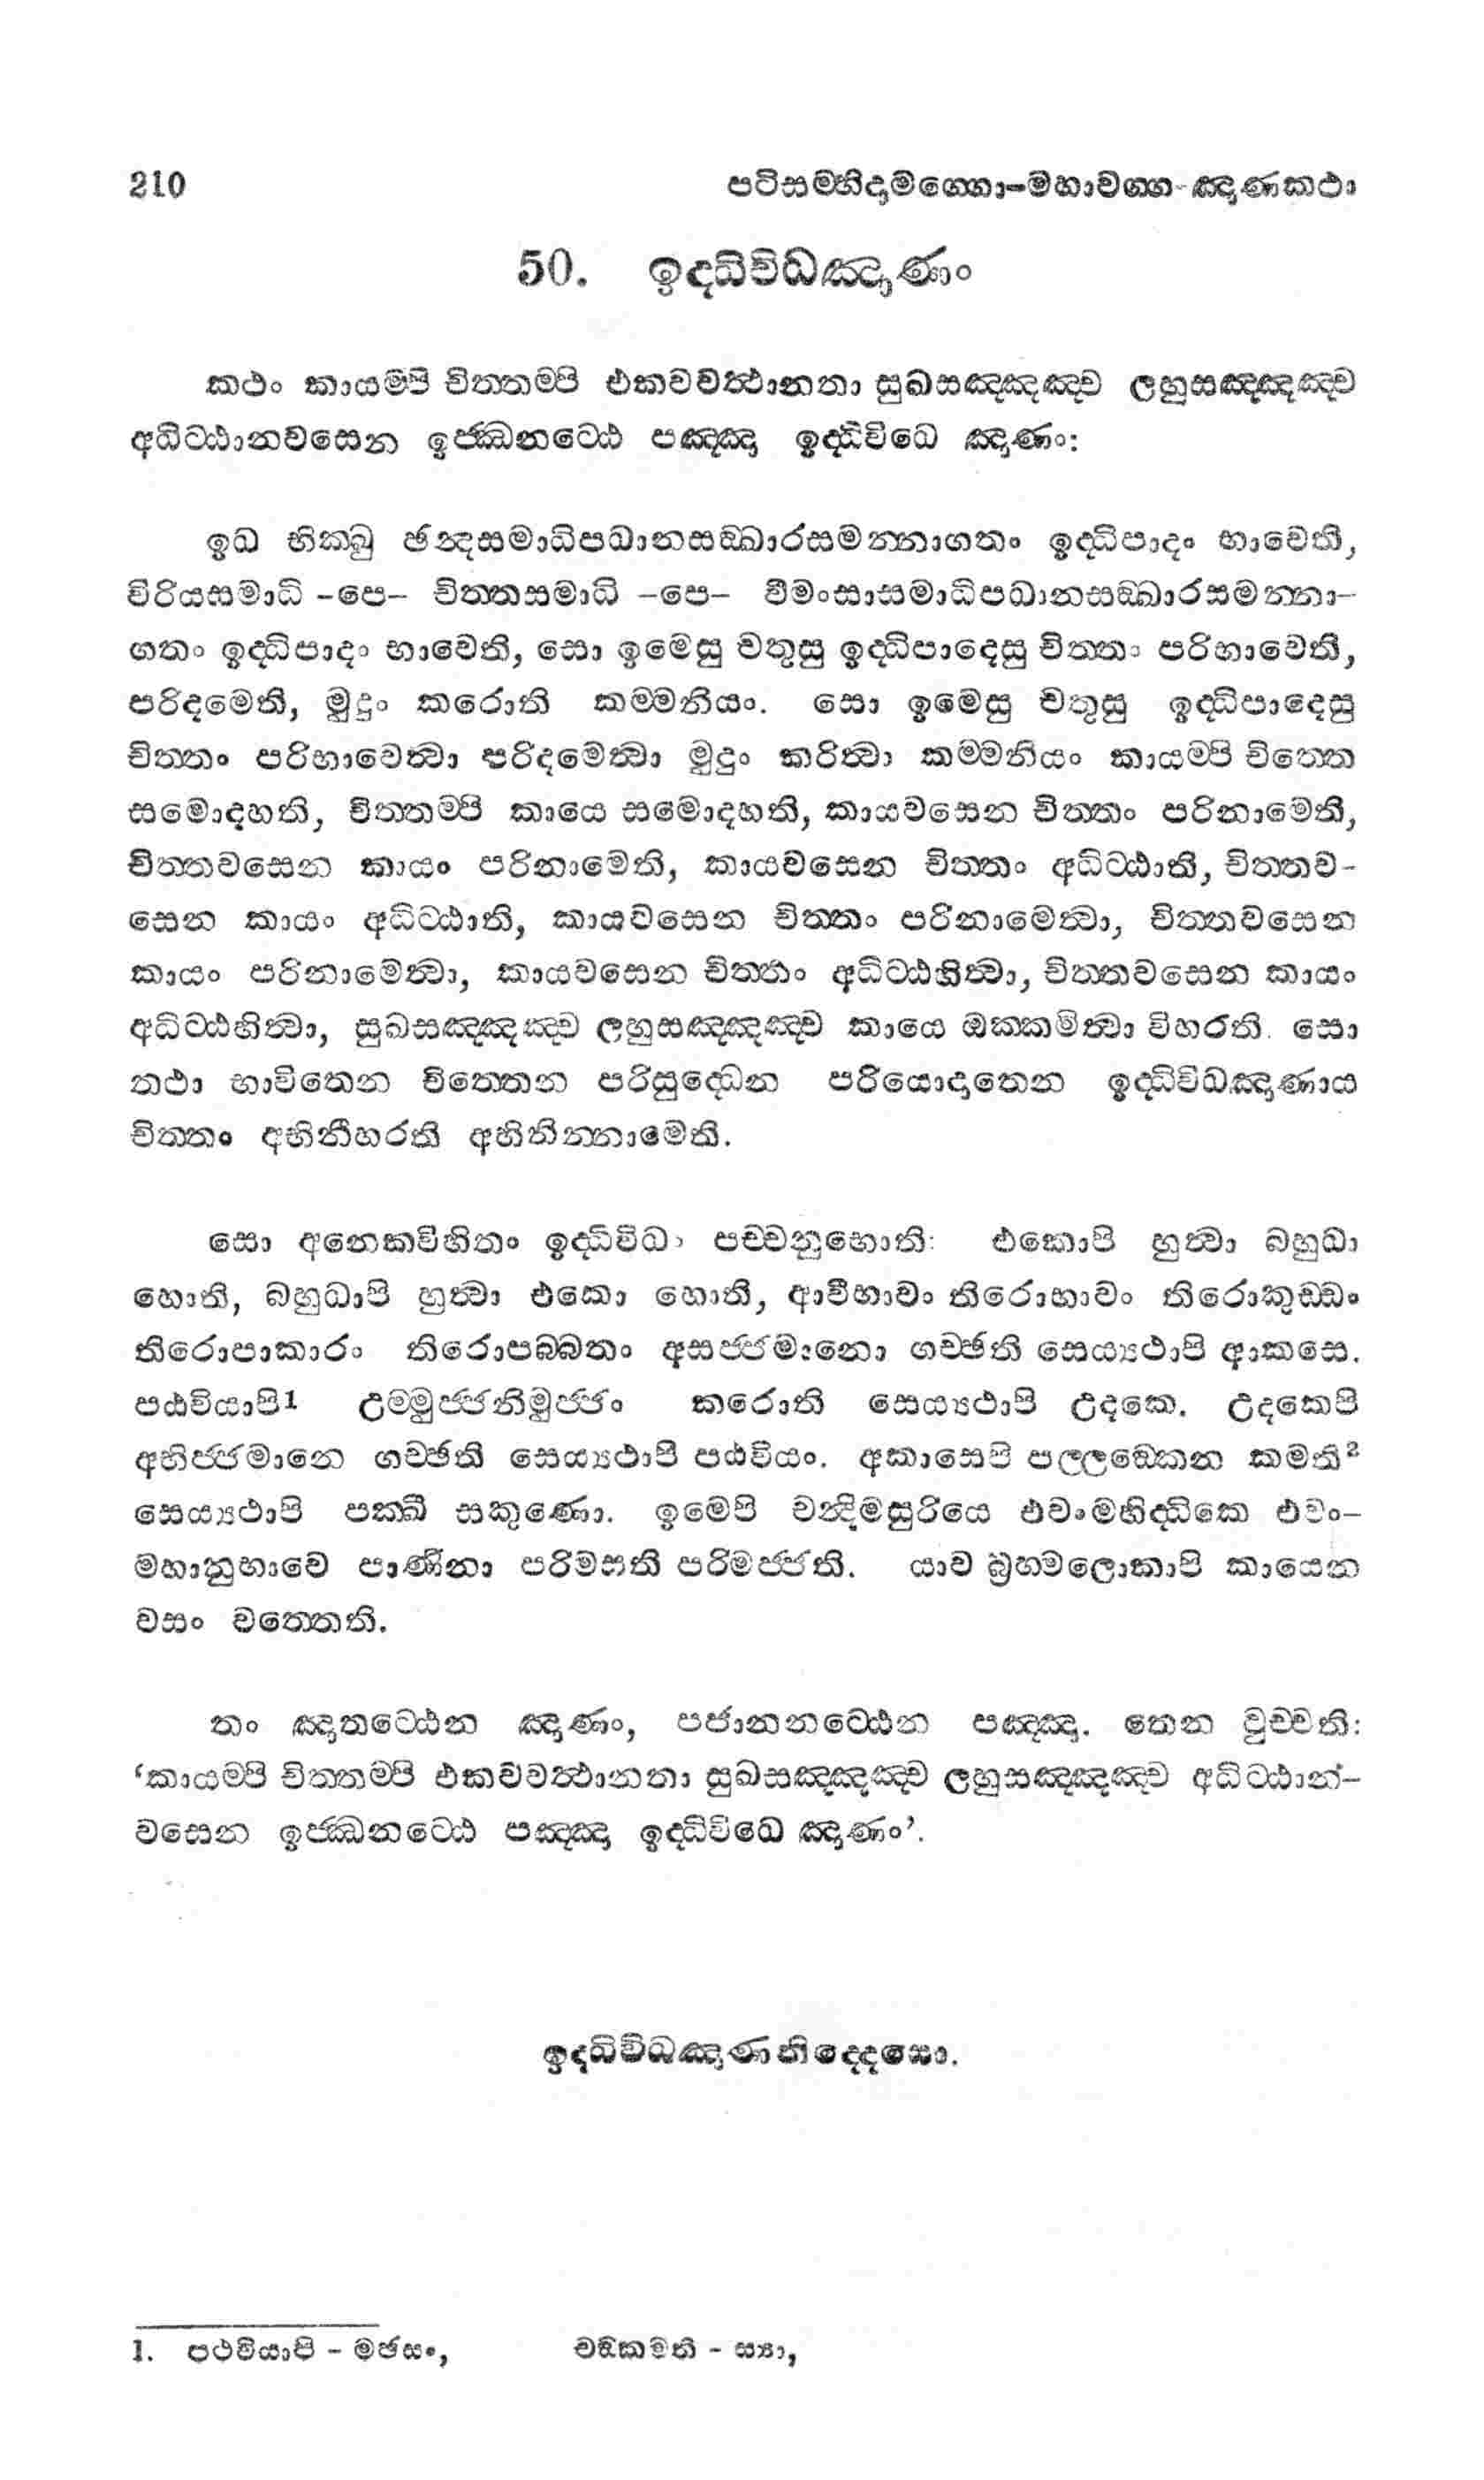 210 පටිසම්භිදාමග්ගො-මහාවග්ග-ඤාණකථා
50. ඉද්ධිවිධඤාණං
කථං කායම්පි චිත්තම්පි එකවවත්ථානතා සුඛසඤ්ඤඤ්ච ලහුසඤ්ඤඤ්ච
අධිට්ඨානවසෙන ඉජ්ඣනට්ඨෙ පඤ්ඤා ඉද්ධිවිධෙ ඤාණං:
ඉධ භික්ඛු ඡන්දසමාධිපධානසඞ්ඛාරසමන්නාගතං ඉද්ධිපාදං භාවෙති,
විරියසමාධි -පෙ- චිත්තසමාධි -පෙ- වීමංසාසමාධිපධානසඞ්ඛාරසමන්නා-
ගතං ඉද්ධිපාදං භාවෙති, සො ඉමෙසු චතුසු ඉද්ධිපාදෙසු චිත්තං පරිභාවෙති,
පරිදමෙති, මුදුං කරොති කම්මනියං. සො ඉමෙසු චතුසු ඉද්ධිපාදෙසු
චිත්තං පරිභාවෙත්වා පරිදමෙත්වා මුදුං කරිත්වා කම්මනියං කායම්පි චිත්තෙ
සමොදහති, චිත්තම්පි කායෙ සමොදහති, කායවසෙන චිත්තං පරිනාමෙති,
චිත්තවසෙන කායං පරිනාමෙති, කායවසෙන චිත්තං අධිට්ඨාති, චිත්තව-
සෙන කායං අධිට්ඨාති, කායවසෙන චිත්තං පරිනාමෙත්වා, චිත්තවසෙන
කායං පරිනාමෙත්වා, කායවසෙන චිත්තං අධිට්ඨහිත්වා, චිත්තවසෙන කායං
අධිට්ඨහිත්වා, සුඛසඤ්ඤඤ්ච ලහුසඤ්ඤඤ්ච කායෙ ඔක්කමිත්වා විහරති. සො
තථා භාවිතෙන චිත්තෙන පරිසුද්ධෙන පරියොදාතෙන ඉද්ධිවිධඤාණාය
චිත්තං අභිනීහරති අභිනින්නාමෙති.
සො අනෙකවිහිතං ඉද්ධිවිධං පච්චනුභොති: එකොපි හුත්වා බහුධා
හොති, බහුධාපි හුත්වා එකො හොති, ආවීභාවං තිරොභාවං තිරොකුඩ්ඩං
තිරොපාකාරං තිරොපබ්බතං අසජ්ජමානො ගච්ඡති සෙය්‍යථාපි ආකාසෙ.
පඨවියාපි1 උම්මුජ්ජනිමුජ්ජං කරොති සෙය්‍යථාපි උදකෙ. උදකෙපි
අභිජ්ජමානෙ ගච්ඡති සෙය්‍යථාපි පඨවියං. අකාසෙපි පල්ලඞ්කෙන කමති2
සෙය්‍යථාපි පක්ඛී සකුණො. ඉමෙපි චන්දිමසුරියෙ එවංමහිද්ධිකෙ එවං-
මහානුභාවෙ පාණිනා පරිමසති පරිමජ්ජති. යාව බ්‍රහ්මලොකාපි කායෙන
වසං වත්තෙති.
තං ඤාතට්ඨෙන ඤාණං, පජානනට්ඨෙන පඤ්ඤා. තෙන වුච්චති:
‘කායම්පි චිත්තම්පි එකවවත්ථානතා සුඛසඤ්ඤඤ්ච ලහුසඤ්ඤඤ්ච අධිට්ඨාන්-
වසෙන ඉජ්ඣනට්ඨෙ පඤ්ඤා ඉද්ධිවිධෙ ඤාණං’.
ඉද්ධිවිධඤාණනිද්දෙසො.
1. පථවියාපි - මඡසං, චඞ්කමති - ස්‍යා,